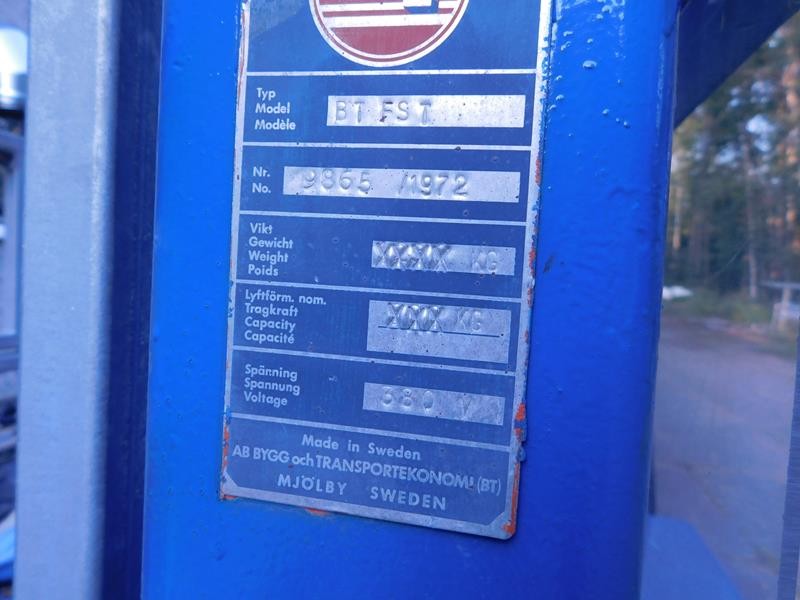 Typ
Model
Modèle
BT FST
Nr.
No.
9865 /1972
Vikt
Gewicht
Weight
Poids
XXXX KG
Lyftförm. nom.
Tragkraft
Capacity
Capacité
XXX KG
Spänning
Spannung
Voltage
380 V
Made in Sweden
AB BYGG och TRANSPORTEKONOMI (BT)
MJÖLBY SWEDEN